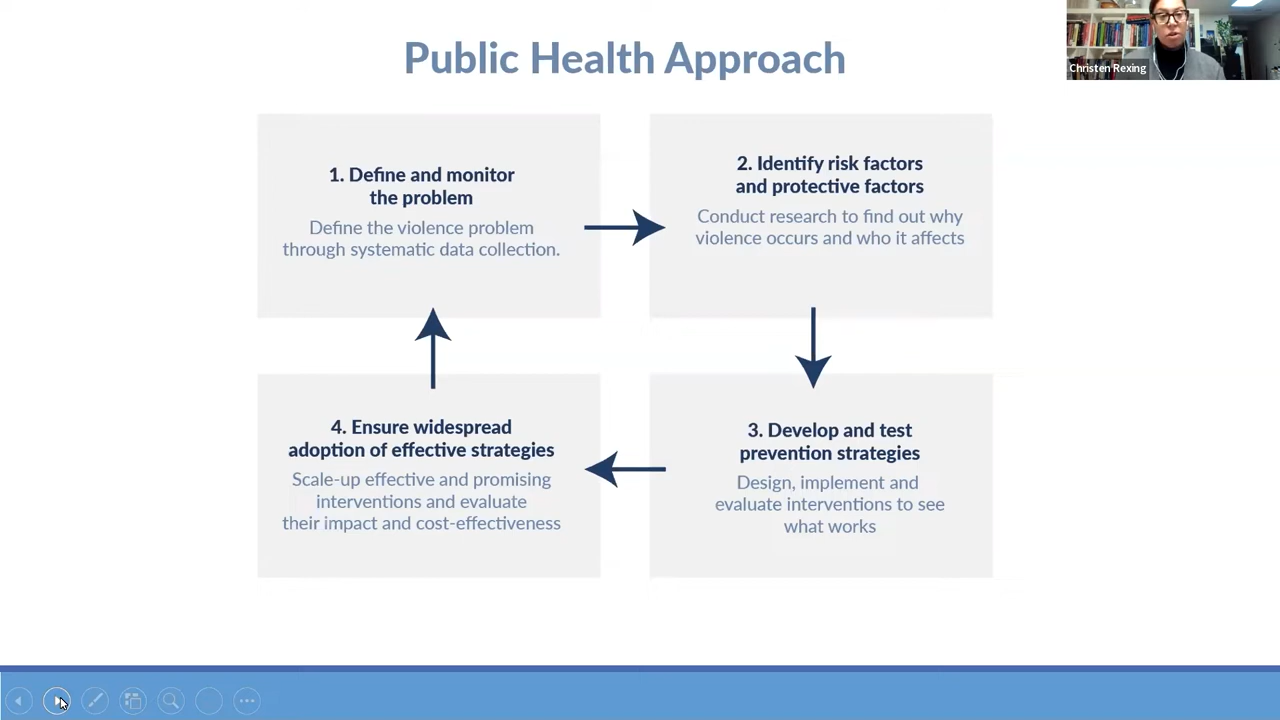 Public Health Approach
Christen Rexing
1. Define and monitor
the problem
Define the violence problem
through systematic data collection.
2. Identify risk factors
and protective factors
Conduct research to find out why
violence occurs and who it affects
4. Ensure widespread
adoption of effective strategies
Scale-up effective and promising
interventions and evaluate
their impact and cost-effectiveness
3. Develop and test
prevention strategies
Design, implement and
evaluate interventions to see
what works